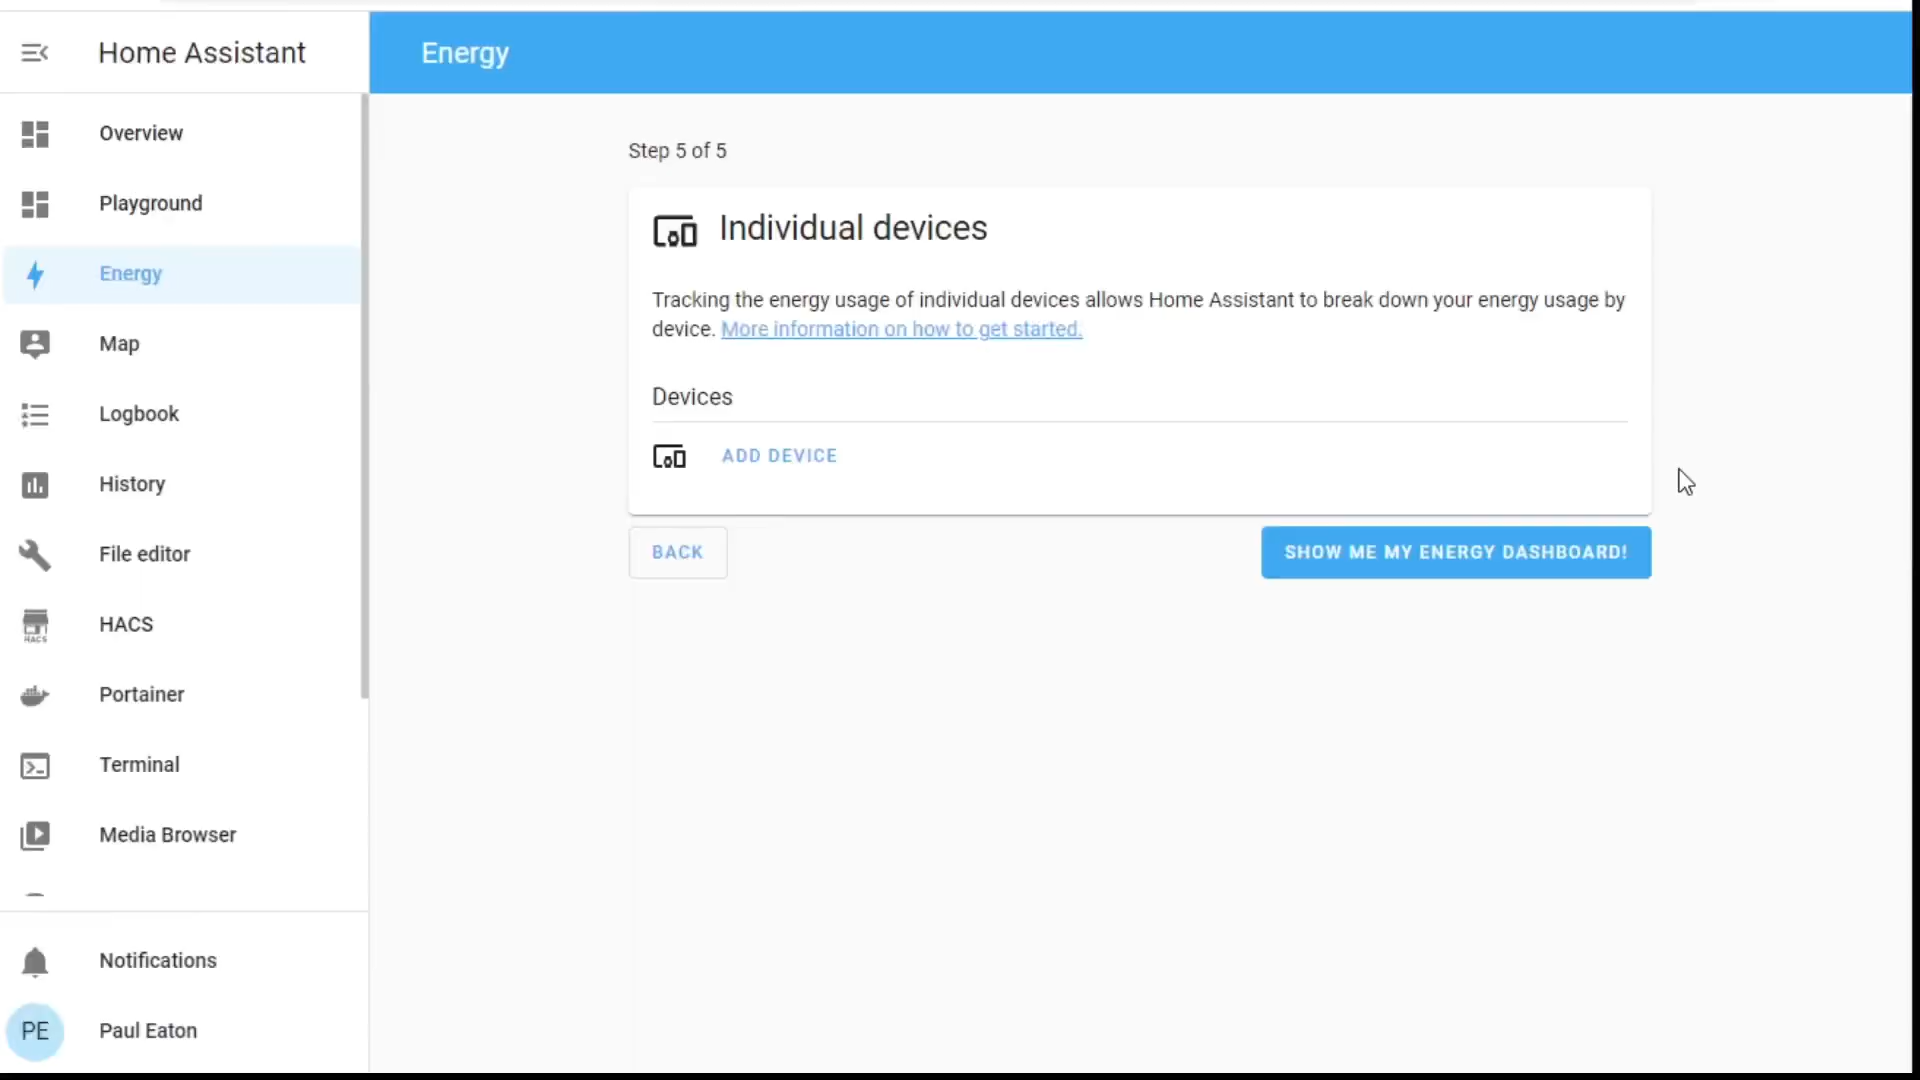 Home Assistant
Energy
Overview
Playground
Energy
Map
Logbook
History
File editor
HACS
HACS
Portainer
Terminal
Media Browser
Notifications
PE
Paul Eaton
Step 5 of 5
Individual devices
Tracking the energy usage of individual devices allows Home Assistant to break down your energy usage by
device. More information on how to get started.
Devices
ADD DEVICE
BACK
SHOW ME MY ENERGY DASHBOARD!